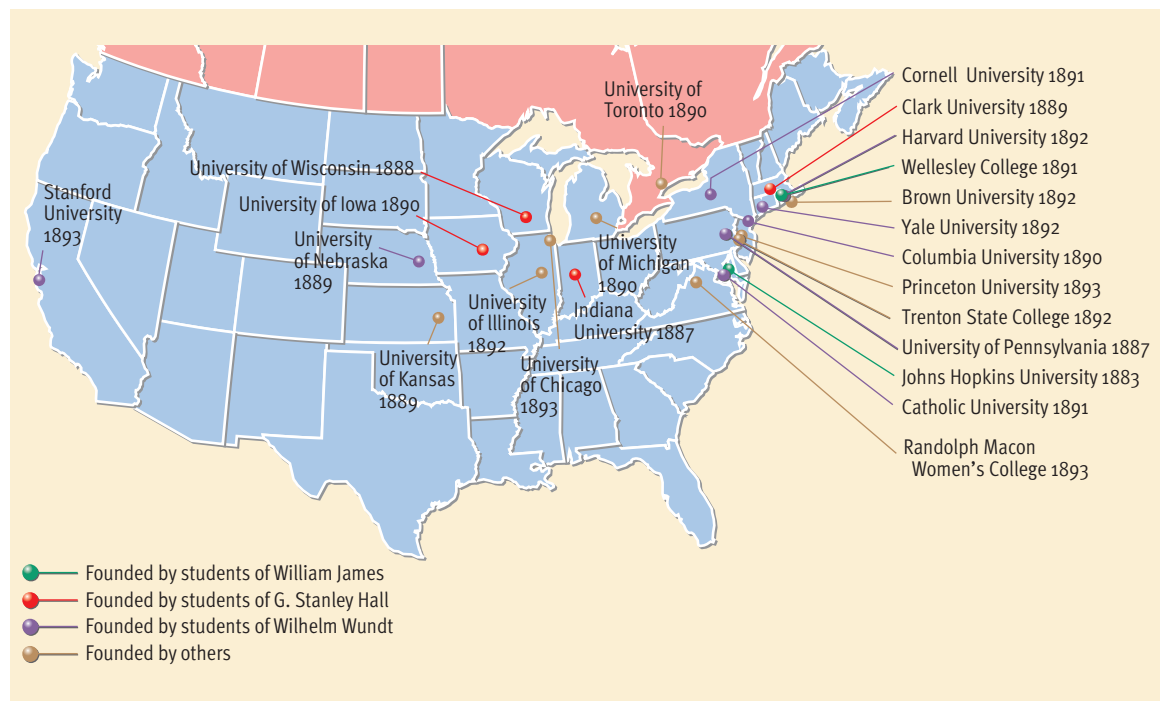 University of
Toronto 1890
University of Wisconsin 1888
Stanford
University
1893
University of Iowa 1890
University
of Nebraska
1889
University
of Michigan
1890
University
of Illinois
1892
Indiana
University 1887
University
of Kansas
1889
University
of Chicago
1893
Cornell University 1891
Clark University 1889
Harvard University 1892
Wellesley College 1891
Brown University 1892
Yale University 1892
Columbia University 1890
Princeton University 1893
Trenton State College 1892
University of Pennsylvania 1887
Johns Hopkins University 1883
Catholic University 1891
Randolph Macon
Women's College 1893
Founded by students of William James
Founded by students of G. Stanley Hall
Founded by students of Wilhelm Wundt
Founded by others